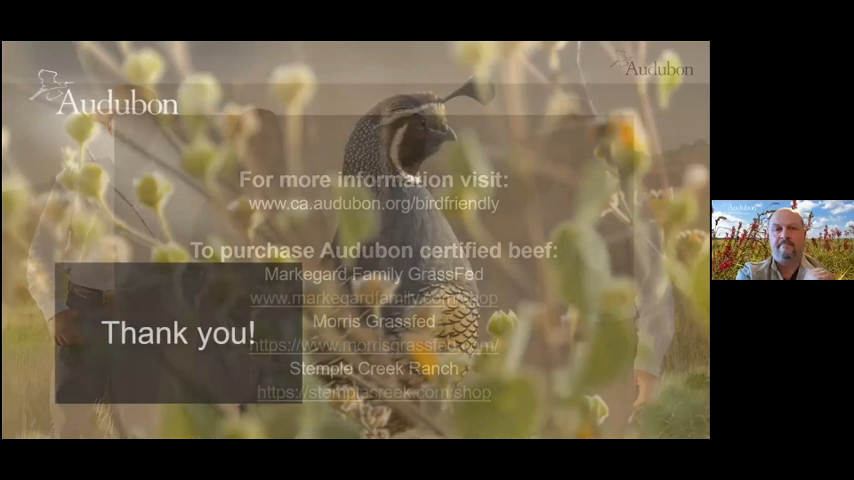 Audubon
Audubon
For more information visit:
www.ca.audubon.org/birdfriendly
To purchase Audubon certified beef:
Markegard Family GrassFed
www.markegardfamily.com/shop
Morris Grassfed
https://www.morrisgrassfed.com/
Stemple Creek Ranch
https://stemplecreek.com/shop
Thank you!